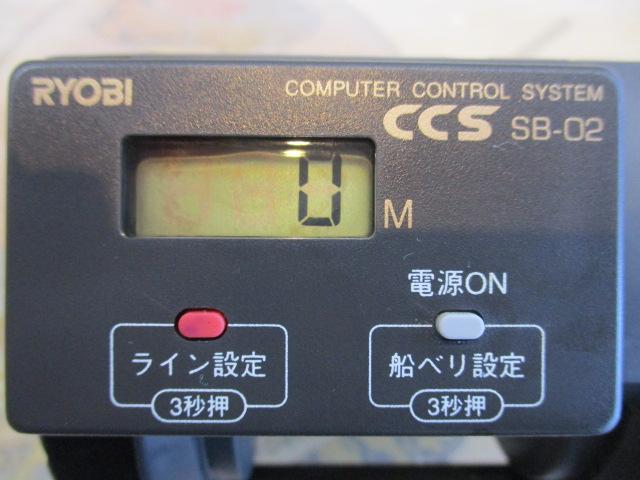 RYOBI
COMPUTER CONTROL SYSTEM
CCS SB-02
0 M
電源ON
ライン設定
3秒押
船べリ設定
3秒押